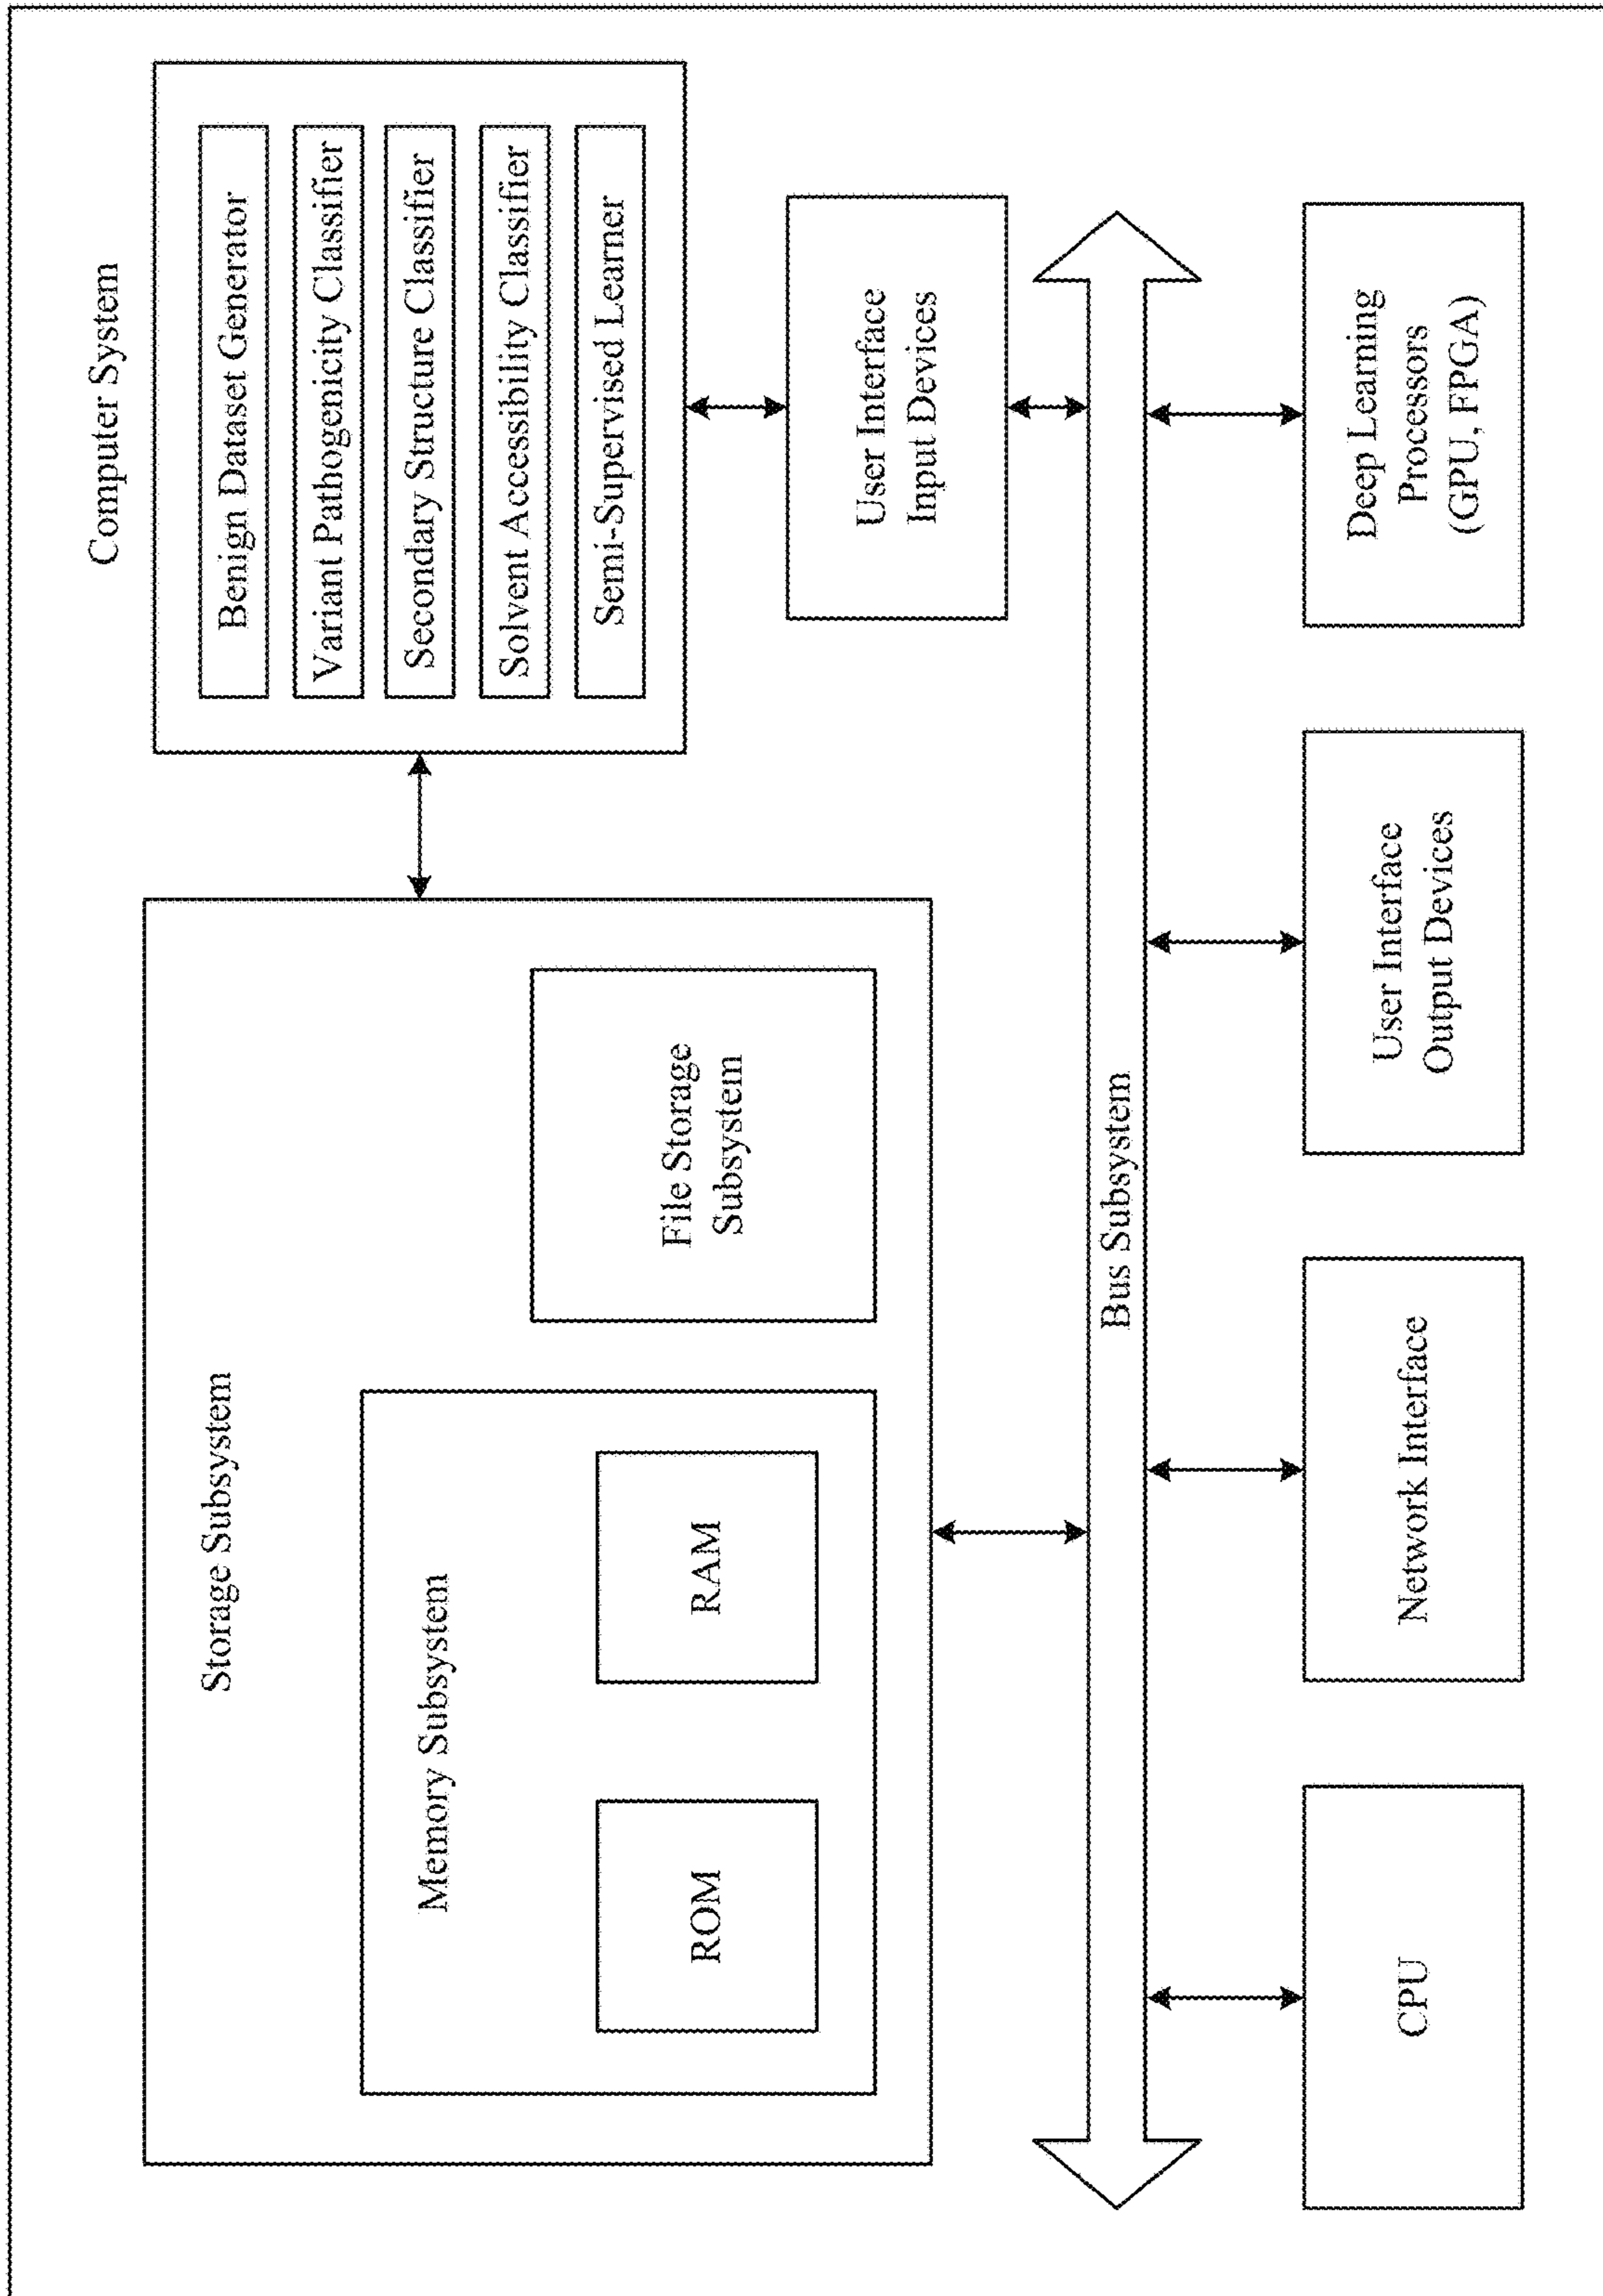 Computer System
Storage Subsystem
Memory Subsystem
ROM
RAM
File Storage
Subsystem
Benign Dataset Generator
Variant Pathogenicity Classifier
Secondary Structure Classifier
Solvent Accessibility Classifier
Semi-Supervised Learner
User Interface
Input Devices
Bus Subsystem
CPU
Network Interface
User Interface
Output Devices
Deep Learning
Processors
(GPU, FPGA)